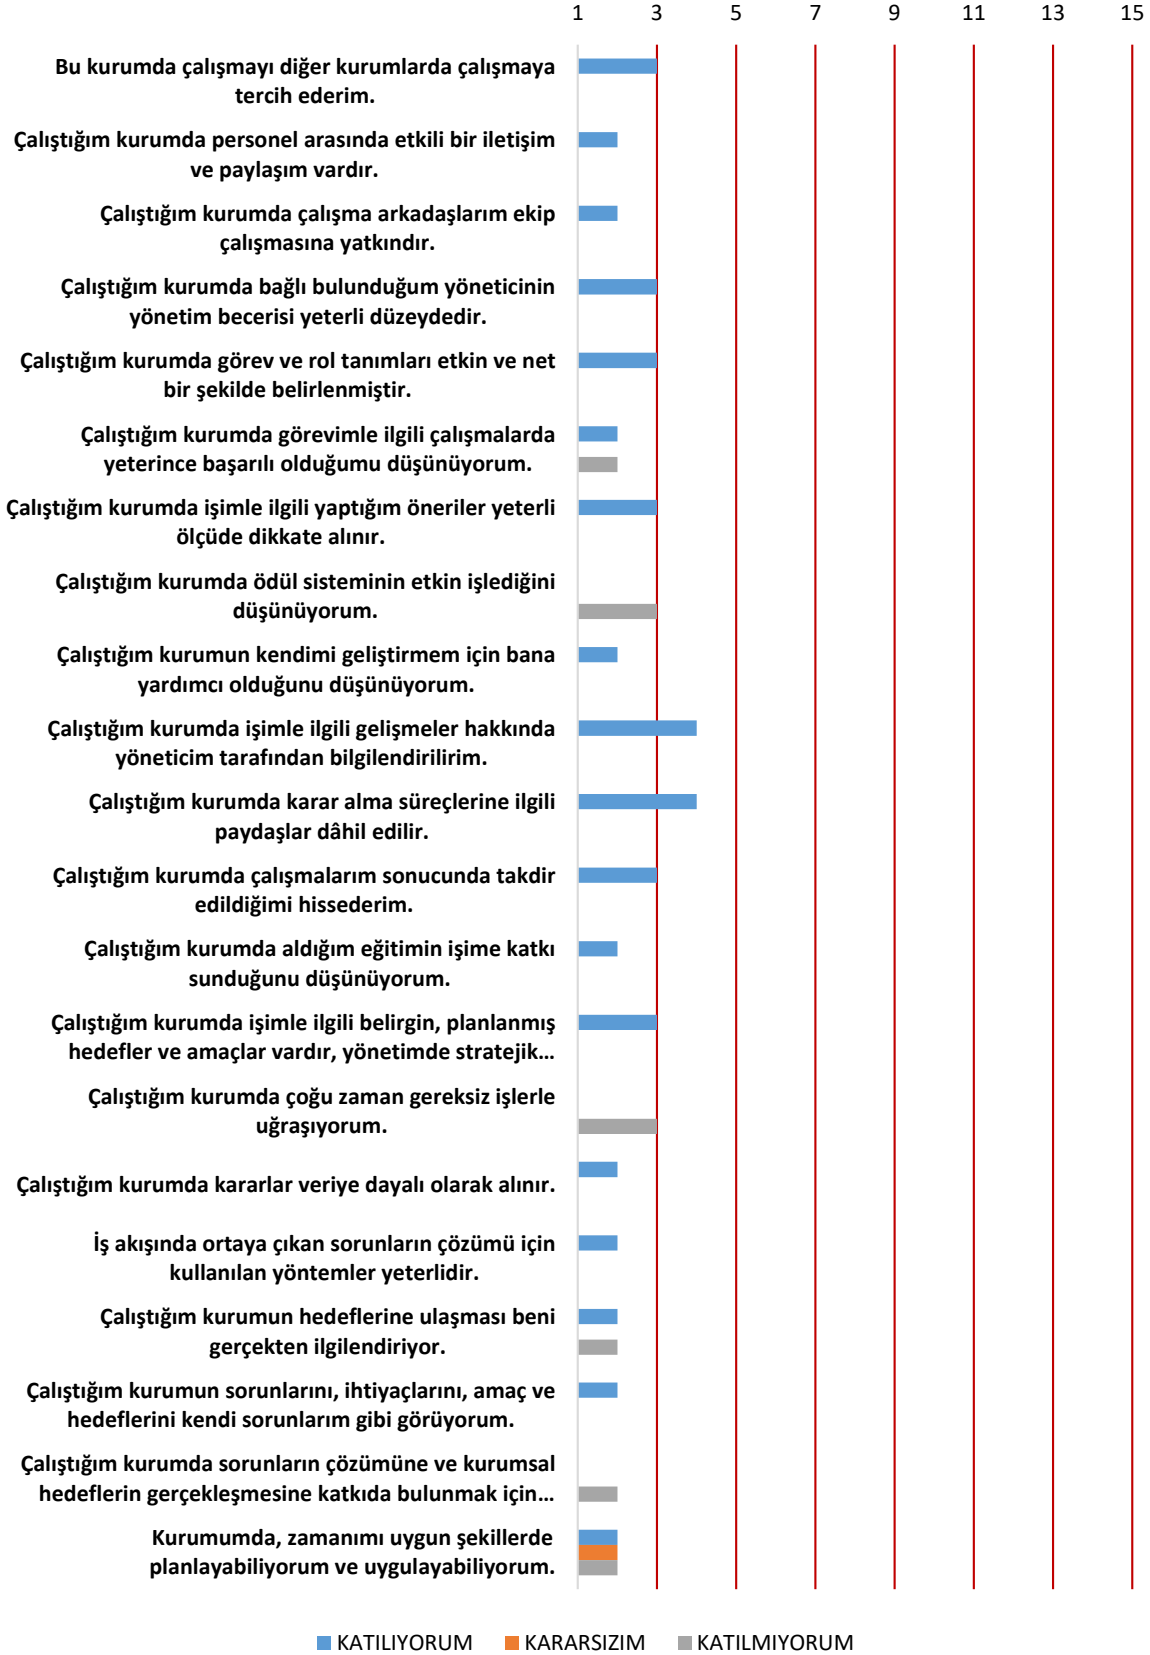 1 3 5 7 9 11 13 15
Bu kurumda çalışmayı diğer kurumlarda çalışmaya
tercih ederim.
Çalıştığım kurumda personel arasında etkili bir iletişim
ve paylaşım vardır.
Çalıştığım kurumda çalışma arkadaşlarım ekip
çalışmasına yatkındır.
Çalıştığım kurumda bağlı bulunduğum yöneticinin
yönetim becerisi yeterli düzeydedir.
Çalıştığım kurumda görev ve rol tanımları etkin ve net
bir şekilde belirlenmiştir.
Çalıştığım kurumda görevimle ilgili çalışmalarda
yeterince başarılı olduğumu düşünüyorum.
Çalıştığım kurumda işimle ilgili yaptığım öneriler yeterli
ölçüde dikkate alınır.
Çalıştığım kurumda ödül sisteminin etkin işlediğini
düşünüyorum.
Çalıştığım kurumun kendimi geliştirmem için bana
yardımcı olduğunu düşünüyorum.
Çalıştığım kurumda işimle ilgili gelişmeler hakkında
yöneticim tarafından bilgilendirilirim.
Çalıştığım kurumda karar alma süreçlerine ilgili
paydaşlar dâhil edilir.
Çalıştığım kurumda çalışmalarım sonucunda takdir
edildiğimi hissederim.
Çalıştığım kurumda aldığım eğitimin işime katkı
sunduğunu düşünüyorum.
Çalıştığım kurumda işimle ilgili belirgin, planlanmış
hedefler ve amaçlar vardır, yönetimde stratejik…
Çalıştığım kurumda çoğu zaman gereksiz işlerle
uğraşıyorum.
Çalıştığım kurumda kararlar veriye dayalı olarak alınır.
İş akışında ortaya çıkan sorunların çözümü için
kullanılan yöntemler yeterlidir.
Çalıştığım kurumun hedeflerine ulaşması beni
gerçekten ilgilendiriyor.
Çalıştığım kurumun sorunlarını, ihtiyaçlarını, amaç ve
hedeflerini kendi sorunlarım gibi görüyorum.
Çalıştığım kurumda sorunların çözümüne ve kurumsal
hedeflerin gerçekleşmesine katkıda bulunmak için…
Kurumumda, zamanımı uygun şekillerde
planlayabiliyorum ve uygulayabiliyorum.
KATILIYORUM KARARSIZIM KATILMIYORUM